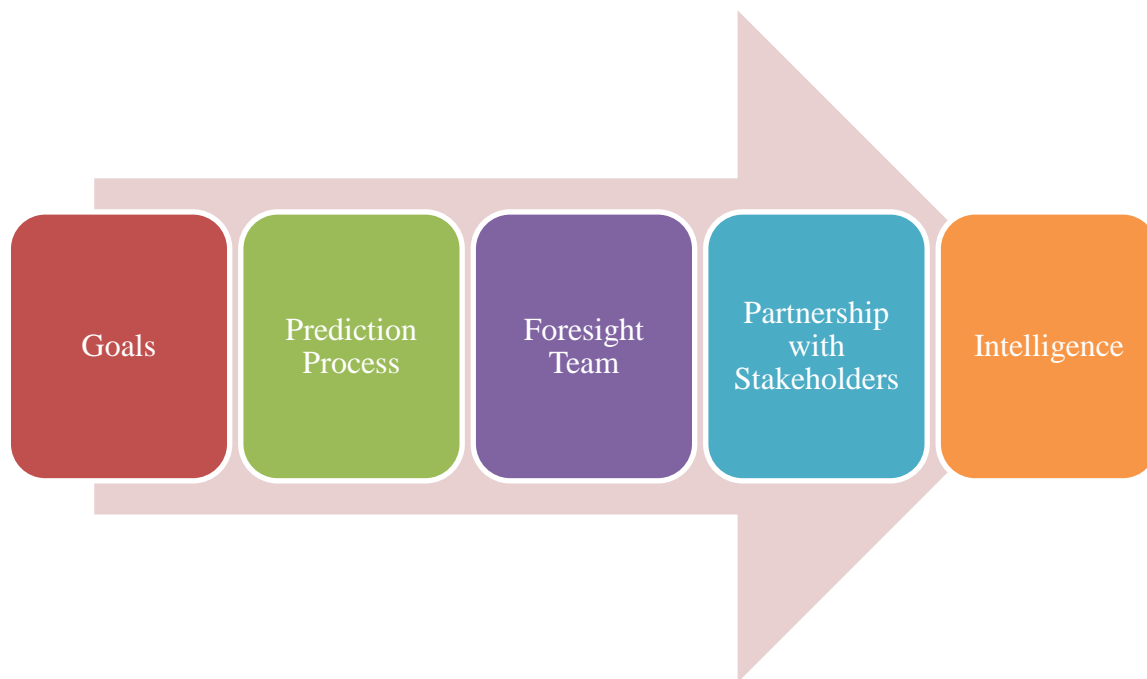 Goals
Prediction
Process
Foresight
Team
Partnership
with
Stakeholders
Intelligence